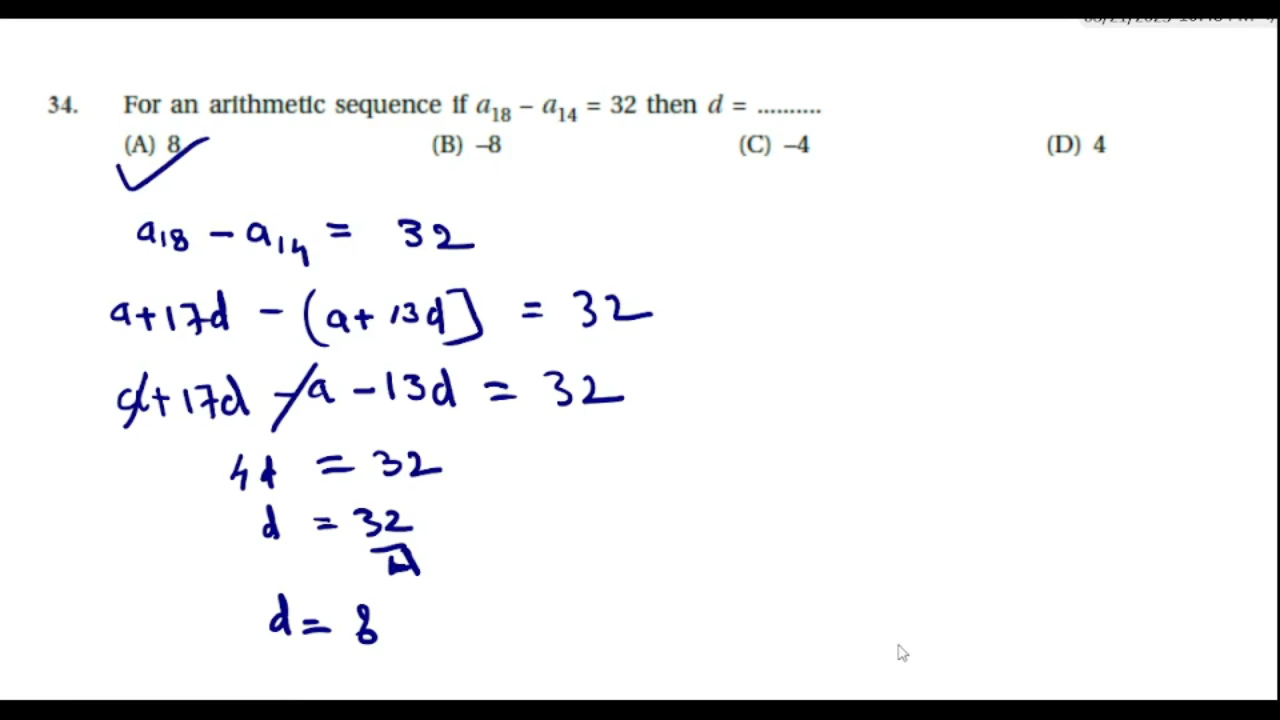 34. For an arithmetic sequence if a₁₈ – a₁₄ = 32 then d = ..........
(A) 8 (B) –8 (C) –4 (D) 4
a₁₈ – a₁₄ = 32
a+17d – (a+13d] = 32
a+17d – a – 13d = 32
4d = 32
d = 32
4
d = 8